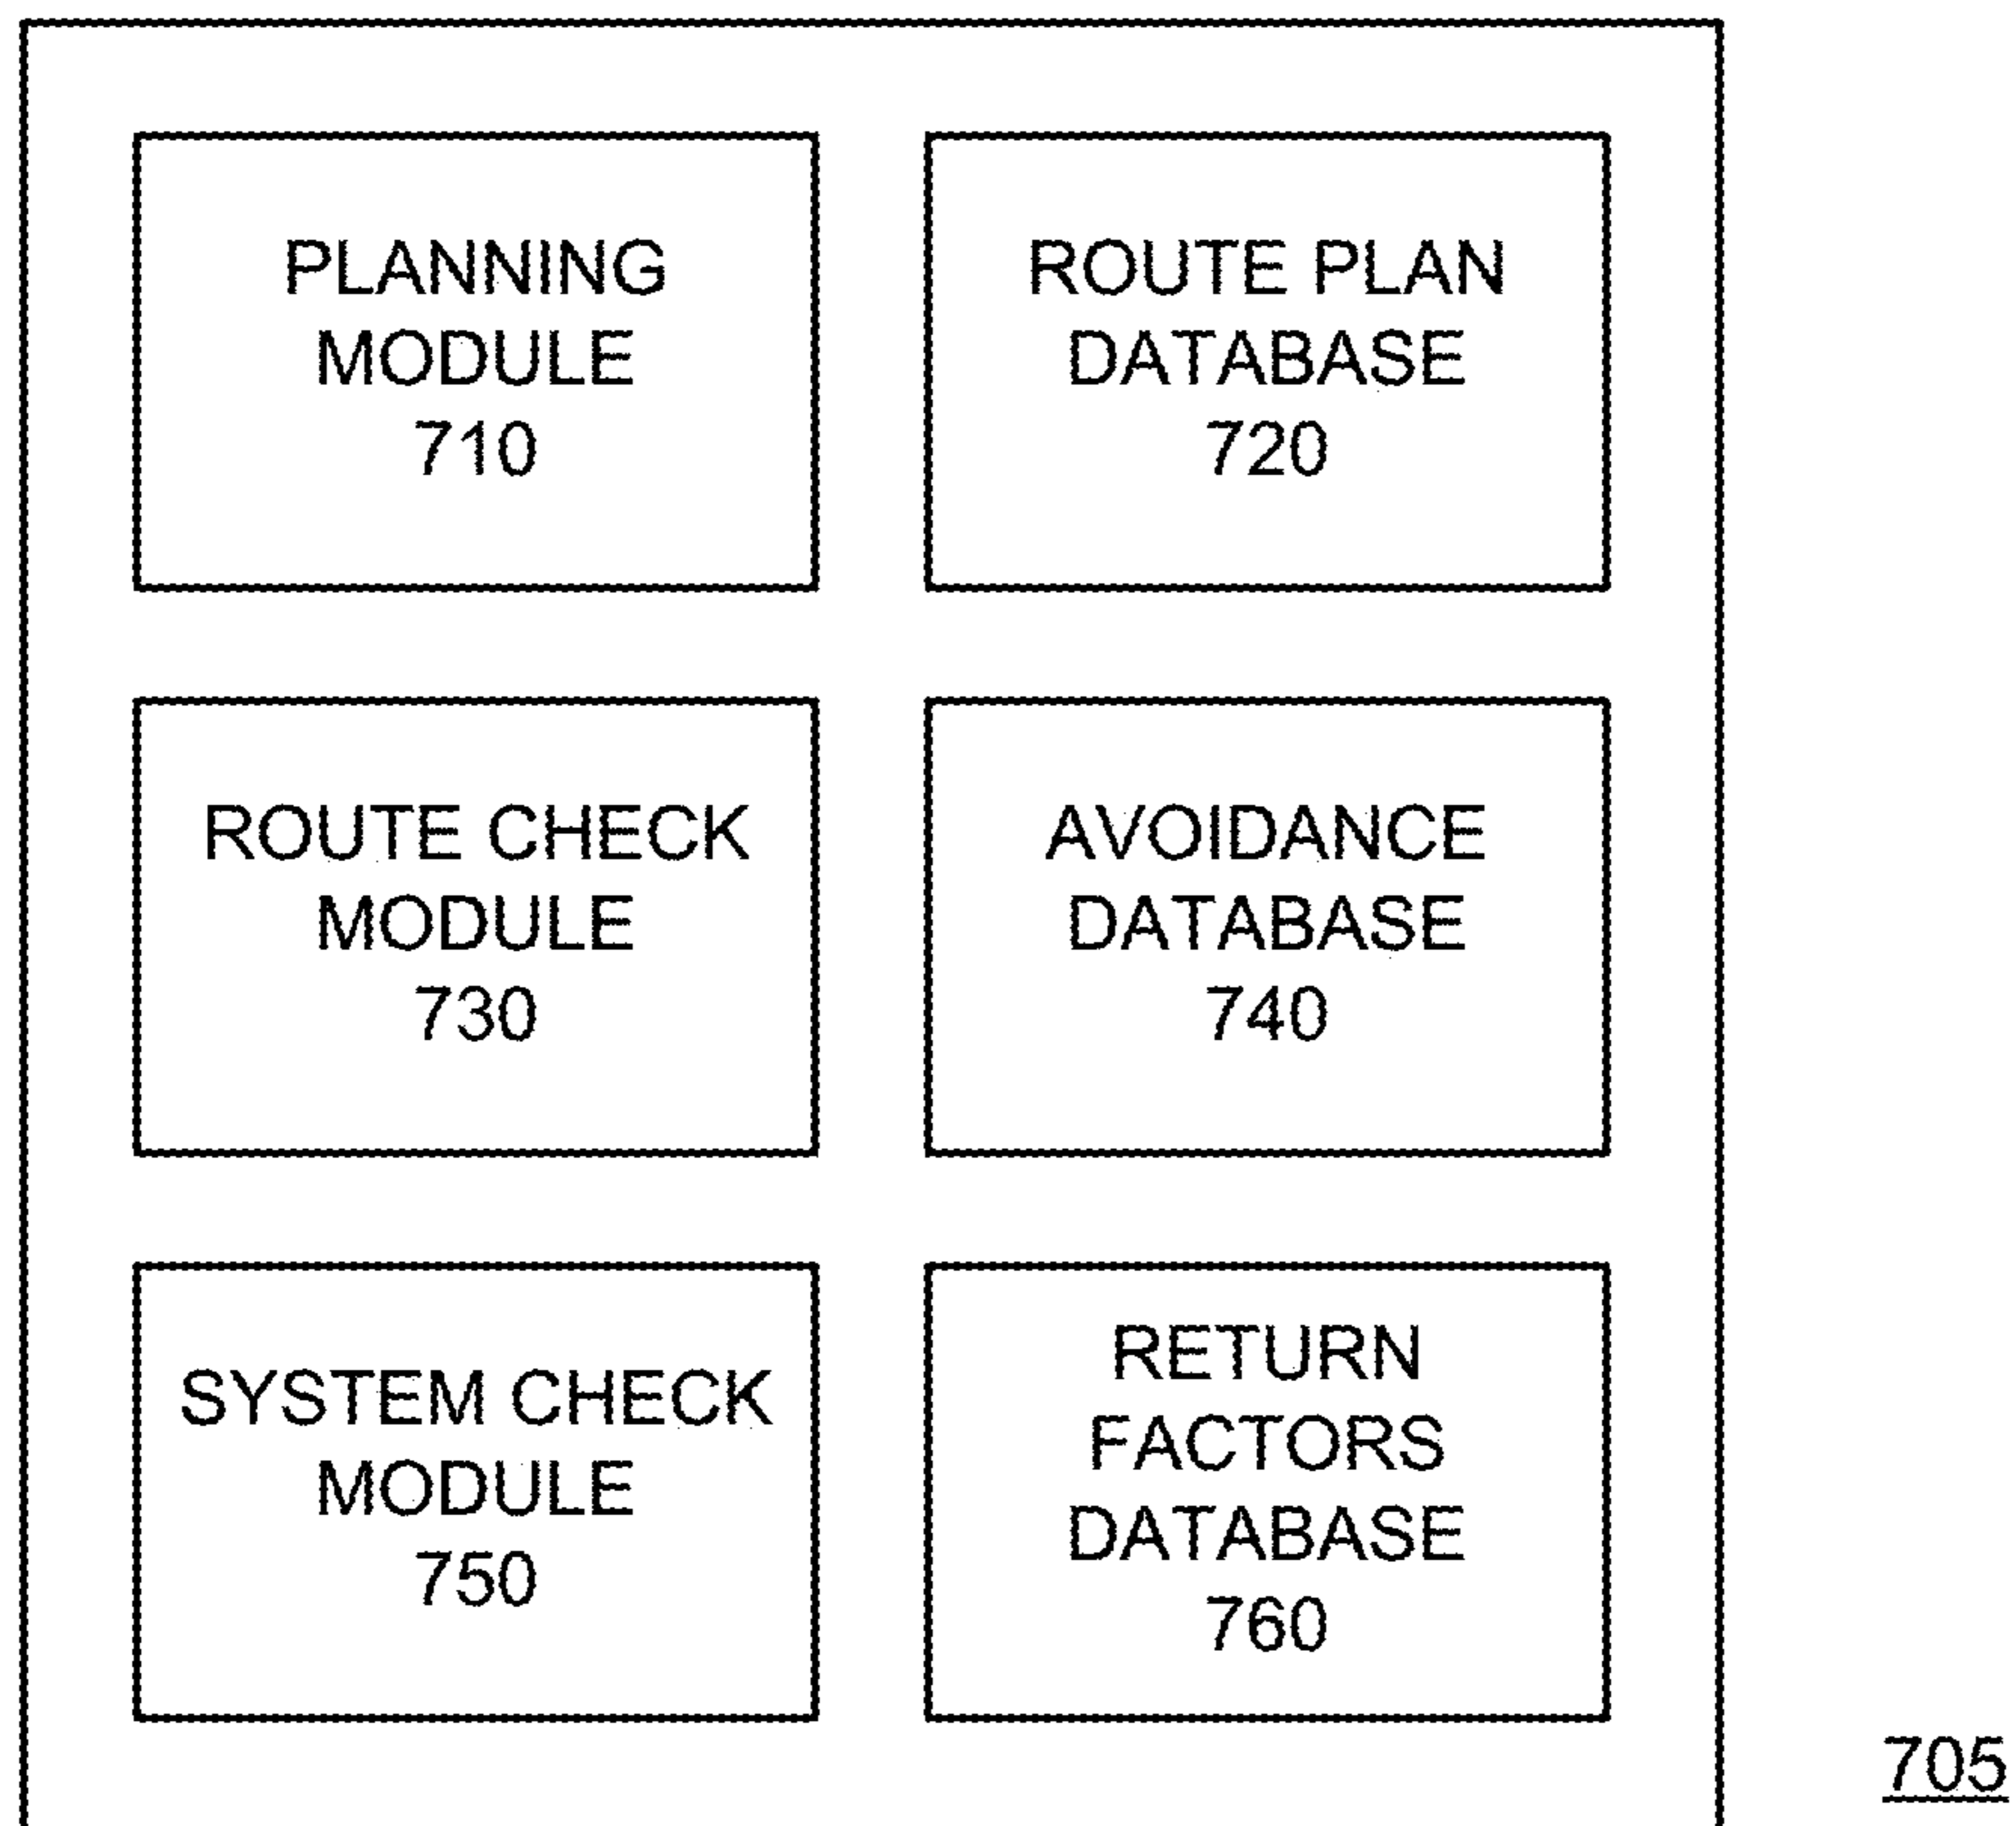 PLANNING
MODULE
710
ROUTE PLAN
DATABASE
720
ROUTE CHECK
MODULE
730
AVOIDANCE
DATABASE
740
SYSTEM CHECK
MODULE
750
RETURN
FACTORS
DATABASE
760
705